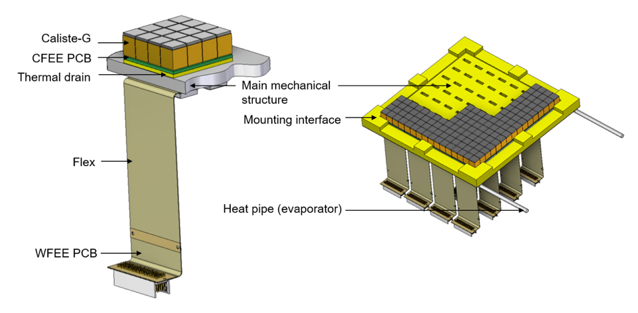 Caliste-G
CFEE PCB
Thermal drain
Main mechanical
structure
Mounting interface
Flex
Heat pipe (evaporator)
WFEE PCB